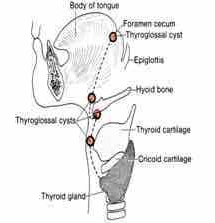 Body of tongue
Foramen cecum
Thyroglossal cyst
Epiglottis
Hyoid bone
Thyroglossal cysts
Thyroid cartilage
Cricoid cartilage
Thyroid gland